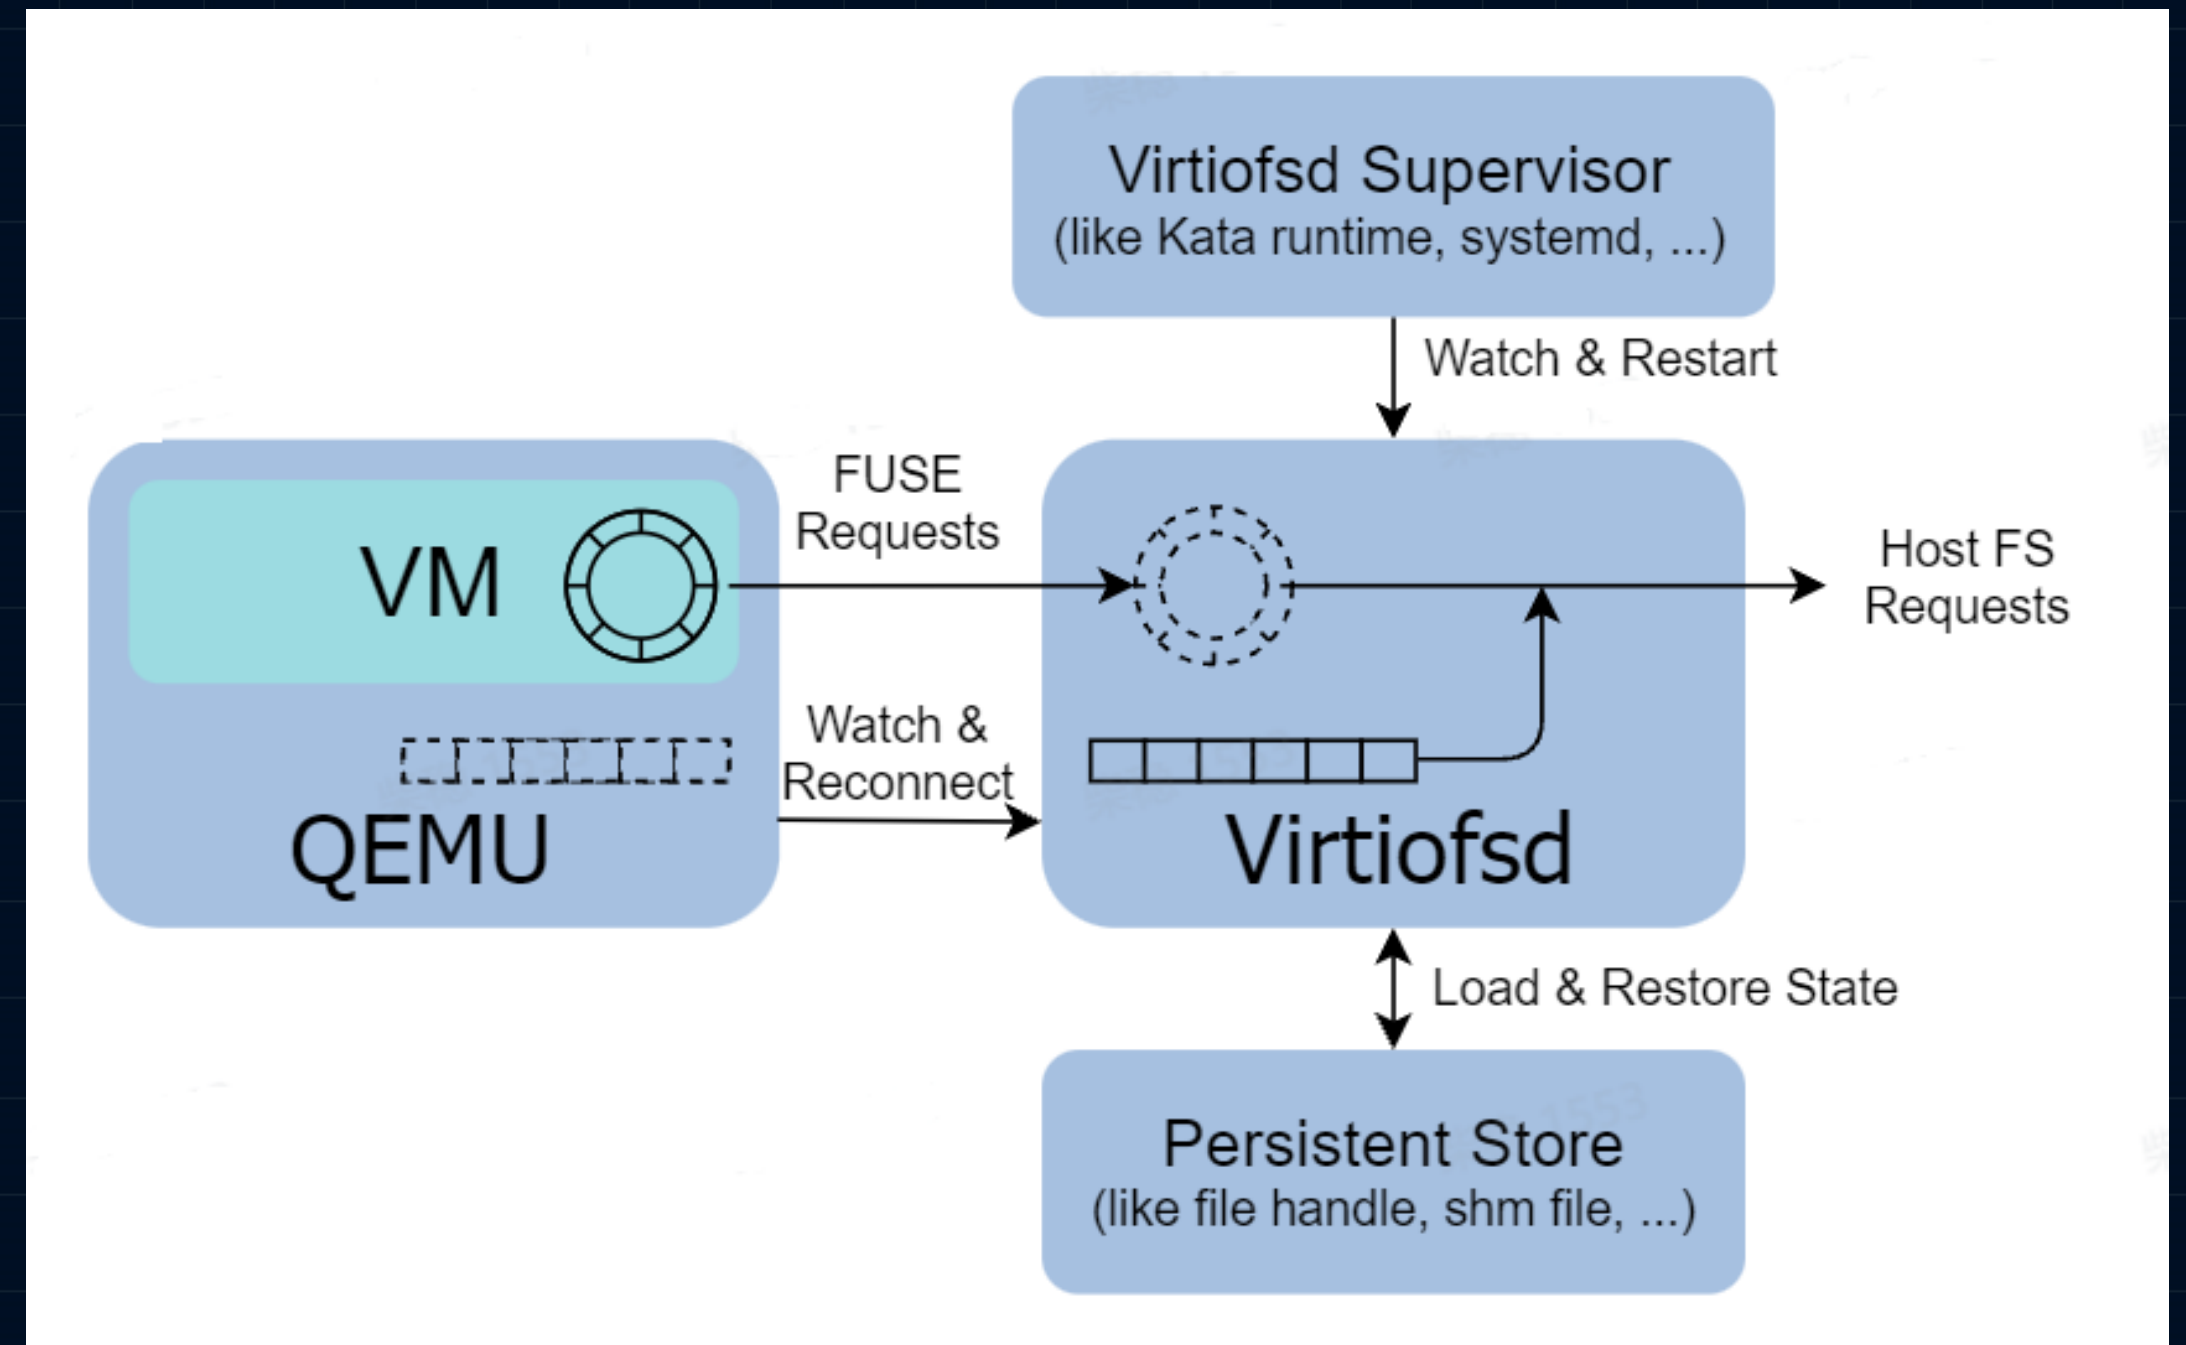 Virtiofsd Supervisor
(like Kata runtime, systemd, ...)
Watch & Restart
FUSE
Requests
VM
Host FS
Requests
Watch &
Reconnect
QEMU
Virtiofsd
Load & Restore State
Persistent Store
(like file handle, shm file, ...)